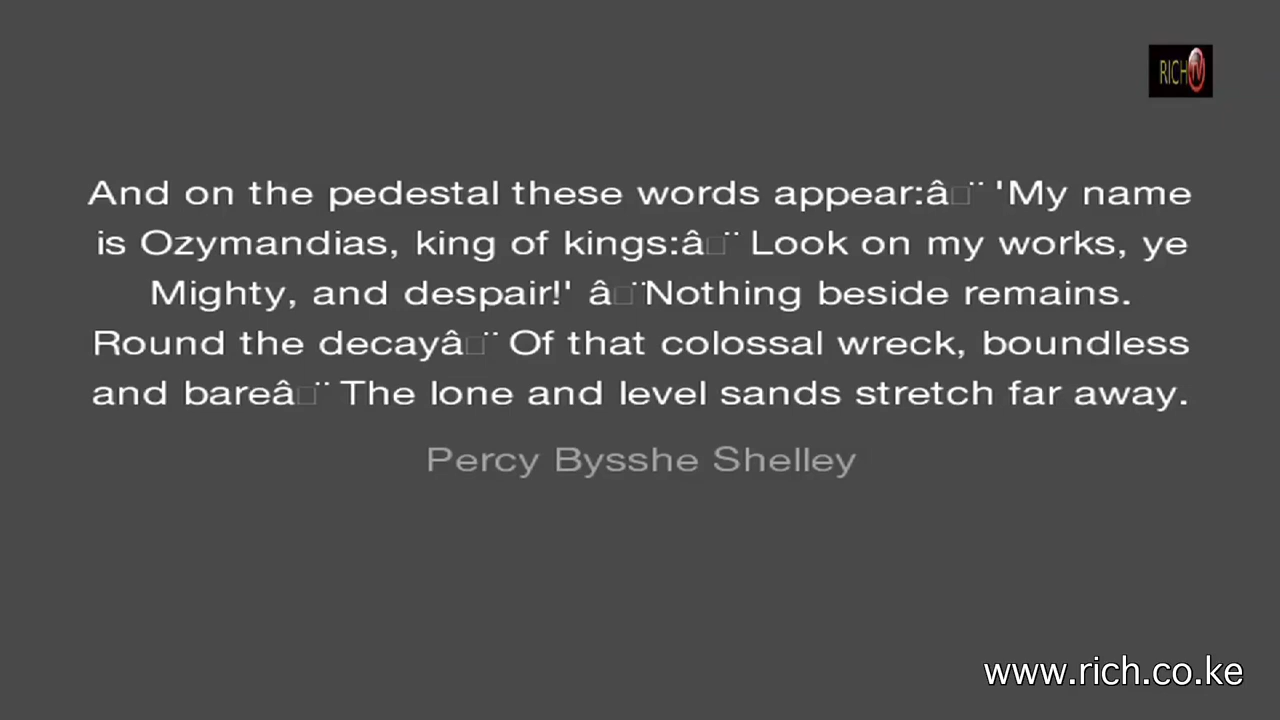 RICH TV
And on the pedestal these words appear:â□¨ 'My name
is Ozymandias, king of kings:â□¨ Look on my works, ye
Mighty, and despair!' â□¨Nothing beside remains.
Round the decayâ□¨ Of that colossal wreck, boundless
and bareâ□¨ The lone and level sands stretch far away.
Percy Bysshe Shelley
www.rich.co.ke